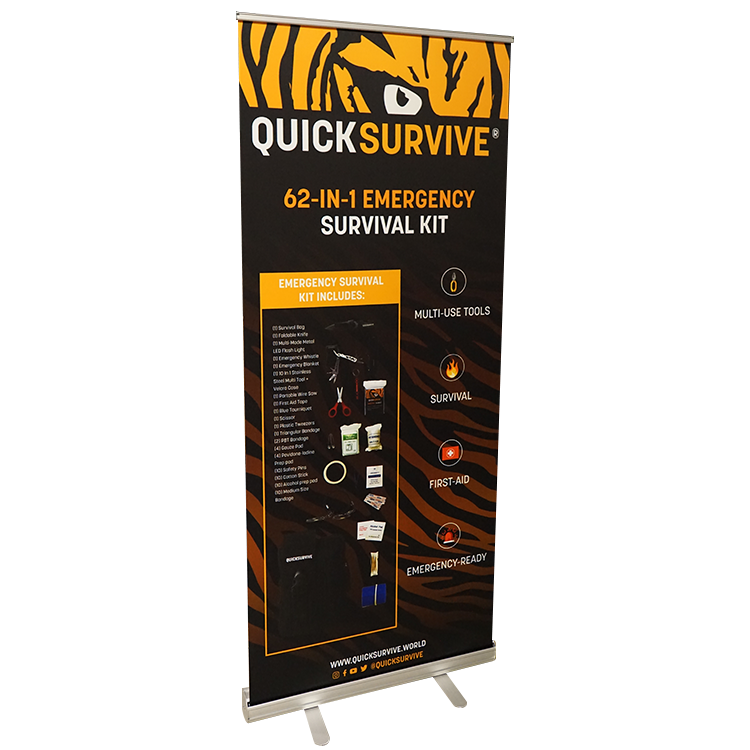 QUICKSURVIVE®
62-IN-1 EMERGENCY
SURVIVAL KIT
EMERGENCY SURVIVAL
KIT INCLUDES:
(1) Survival Bag
(1) Foldable Knife
(1) Multi-Mode Metal
LED Flash Light
(1) Emergency Whistle
(1) Emergency Blanket
(1) 10 in 1 Stainless
Steel Multi Tool +
Velcro Case
(1) Portable Wire Saw
(1) First Aid Tape
(1) Blue Tourniquet
(1) Scissor
(1) Plastic Tweezers
(1) Triangular Bandage
(2) PBT Bandage
(4) Gauze Pad
(4) Povidone-Iodine
Prep pad
(10) Safety Pins
(10) Cotton Stick
(10) Alcohol prep pad
(10) Medium Size
Bandage
QUICKSURVIVE
MULTI-USE TOOLS
SURVIVAL
FIRST-AID
EMERGENCY-READY
WWW.QUICKSURVIVE.WORLD
@QUICKSURVIVE